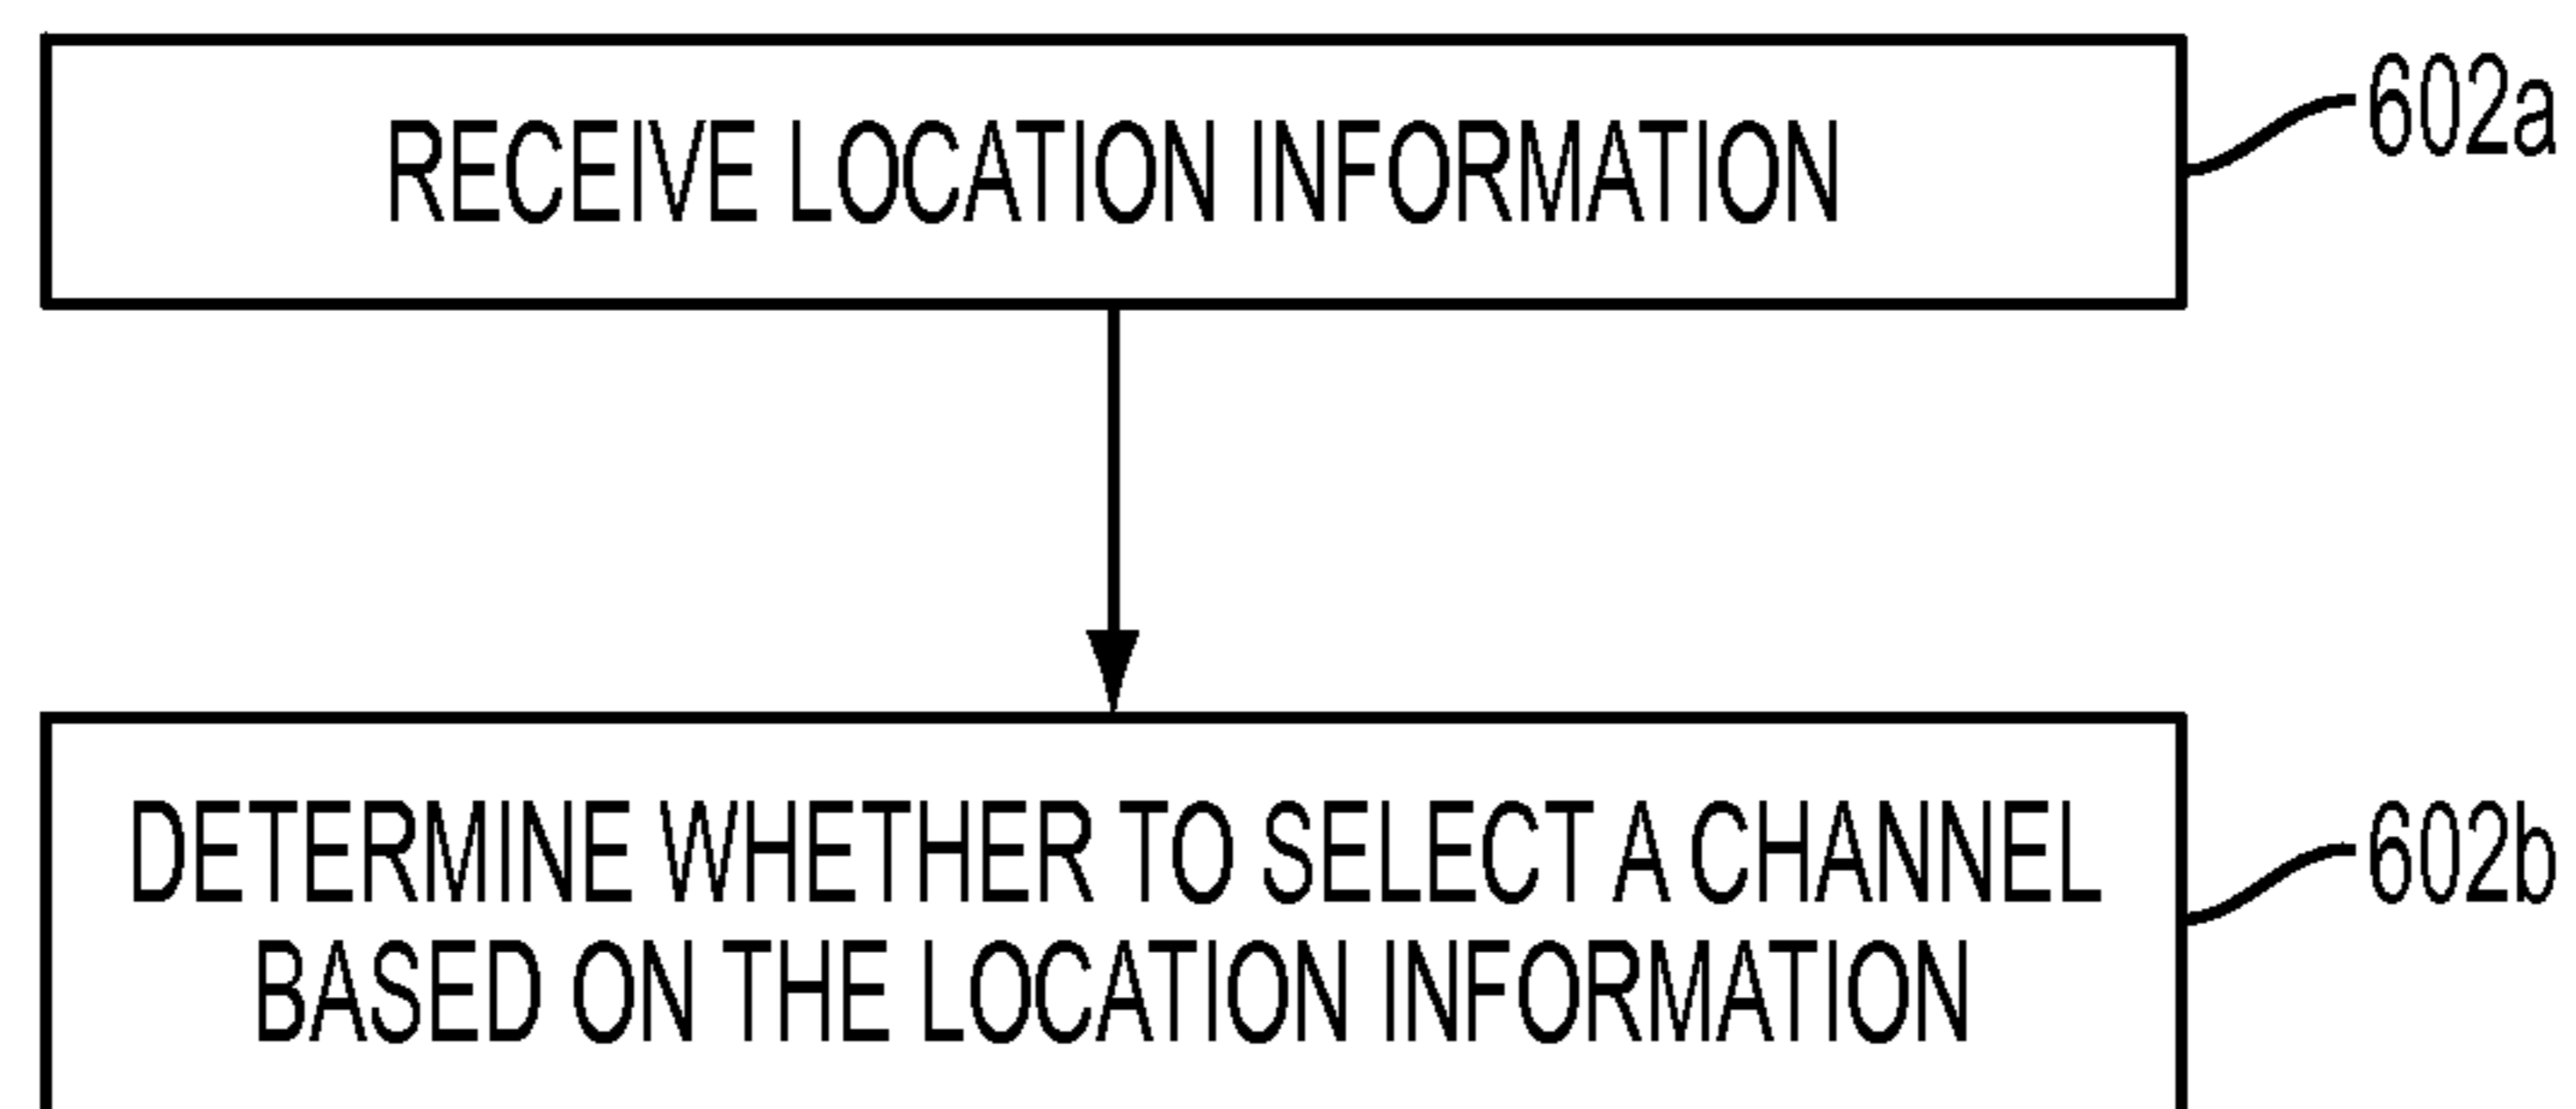 RECEIVE LOCATION INFORMATION
602a
DETERMINE WHETHER TO SELECT A CHANNEL
BASED ON THE LOCATION INFORMATION
602b